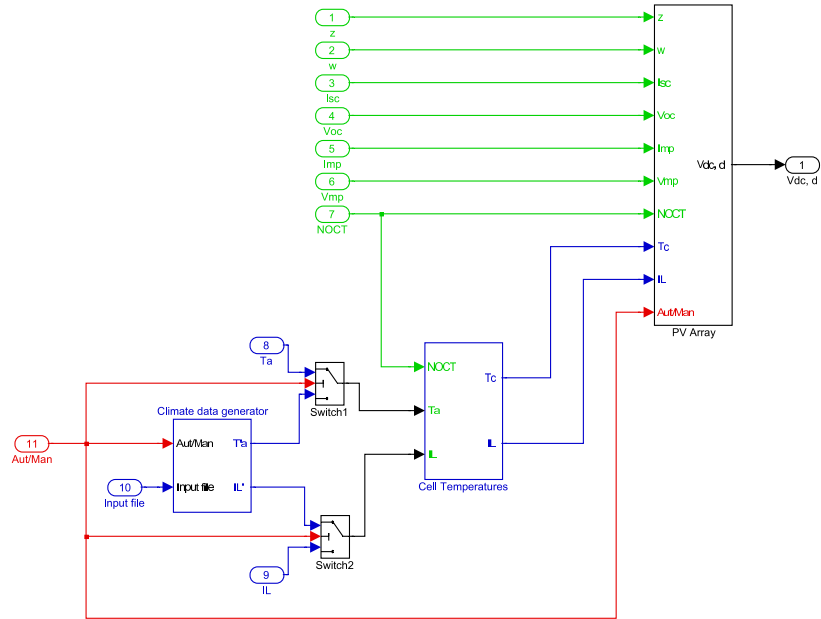 1
z
2
w
3
Isc
4
Voc
5
Imp
6
Vmp
7
NOCT
z
w
Isc
Voc
Imp
Vmp
NOCT
Tc
IL
Aut/Man
Vdc, d
PV Array
1
Vdc, d
8
Ta
Switch1
NOCT
Ta
IL
Tc
IL
Cell Temperatures
Climate data generator
Aut/Man
Input file
T'a
IL'
11
Aut/Man
10
Input file
Switch2
9
IL